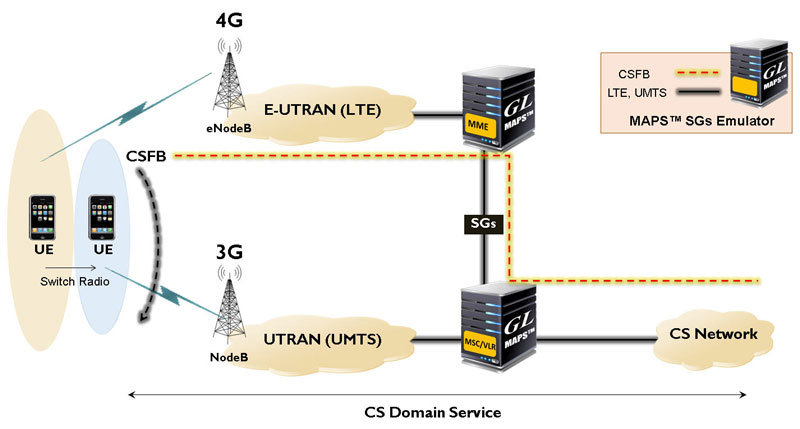 4G
eNodeB
E-UTRAN (LTE)
GL
MAPS™
MME
CSFB
LTE, UMTS
GL
MAPS™ SGs Emulator
CSFB
UE
UE
Switch Radio
SGs
3G
NodeB
UTRAN (UMTS)
GL
MAPS™
MSC/VLR
CS Network
CS Domain Service